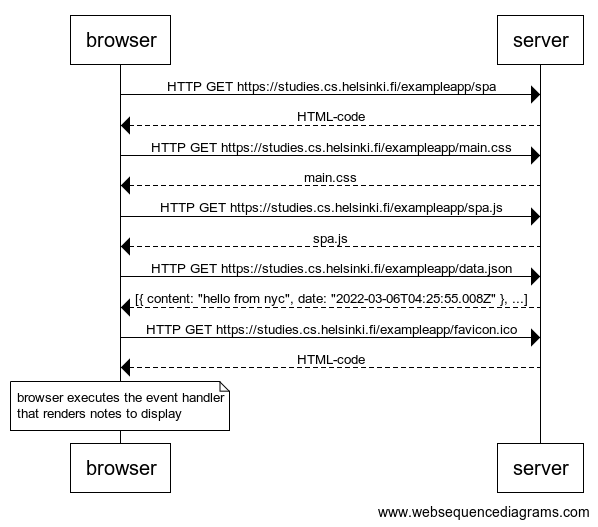 browser
server
HTTP GET https://studies.cs.helsinki.fi/exampleapp/spa
HTML-code
HTTP GET https://studies.cs.helsinki.fi/exampleapp/main.css
main.css
HTTP GET https://studies.cs.helsinki.fi/exampleapp/spa.js
spa.js
HTTP GET https://studies.cs.helsinki.fi/exampleapp/data.json
[{ content: "hello from nyc", date: "2022-03-06T04:25:55.008Z" }, ...]
HTTP GET https://studies.cs.helsinki.fi/exampleapp/favicon.ico
HTML-code
browser executes the event handler
that renders notes to display
browser
server
www.websequencediagrams.com